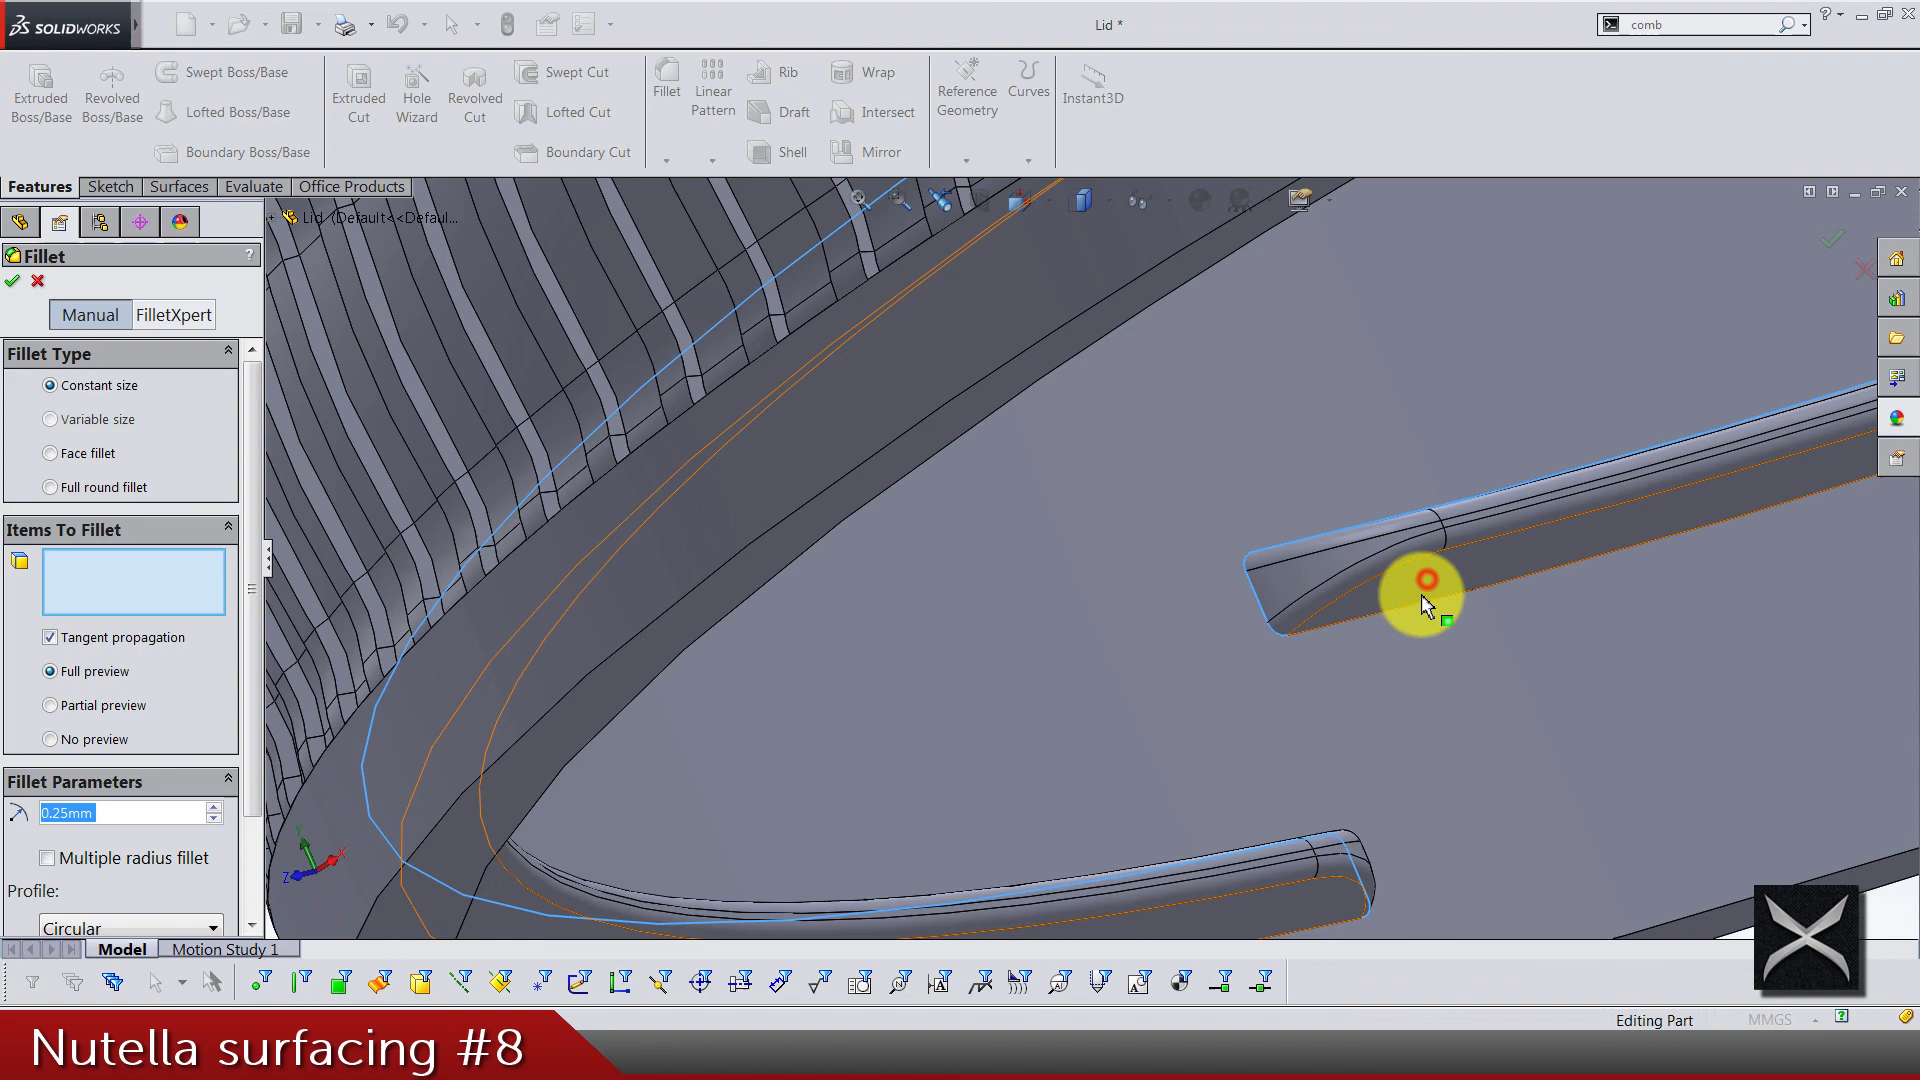 SOLIDWORKS
Lid *
comb
Extruded Boss/Base
Revolved Boss/Base
Swept Boss/Base
Lofted Boss/Base
Boundary Boss/Base
Extruded Cut
Hole Wizard
Revolved Cut
Swept Cut
Lofted Cut
Boundary Cut
Fillet
Linear Pattern
Rib
Draft
Shell
Wrap
Intersect
Mirror
Reference Geometry
Curves
Instant3D
Features
Sketch
Surfaces
Evaluate
Office Products
Lid (Default<<Defaul...
Fillet
?
Manual
FilletXpert
Fillet Type
Constant size
Variable size
Face fillet
Full round fillet
Items To Fillet
Tangent propagation
Full preview
Partial preview
No preview
Fillet Parameters
0.25mm
Multiple radius fillet
Profile:
Circular
Y
X
Z
Model
Motion Study 1
Editing Part
MMGS
Nutella surfacing #8